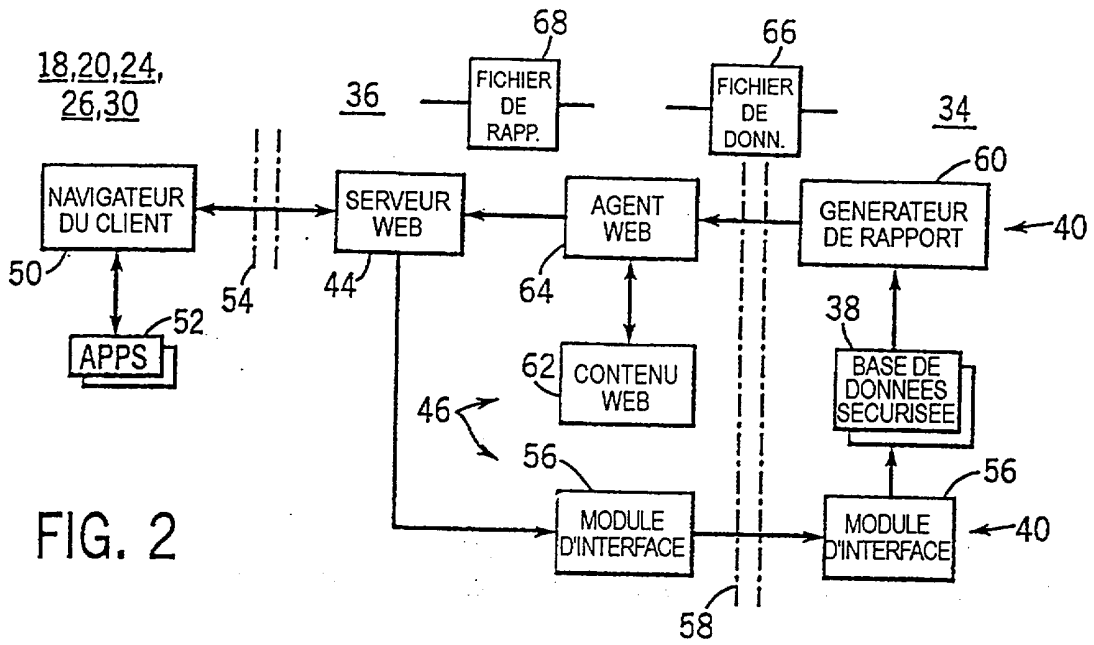 68
66
18,20,24,
26,30
36
FICHIER
DE
RAPP.
FICHIER
DE
DONN.
34
60
NAVIGATEUR
DU CLIENT
SERVEUR
WEB
AGENT
WEB
GENERATEUR
DE RAPPORT
40
50
54
44
64
52
APPS
38
62
CONTENU
WEB
BASE DE
DONNEES
SECURISEE
46
56
56
FIG. 2
MODULE
D'INTERFACE
MODULE
D'INTERFACE
40
58